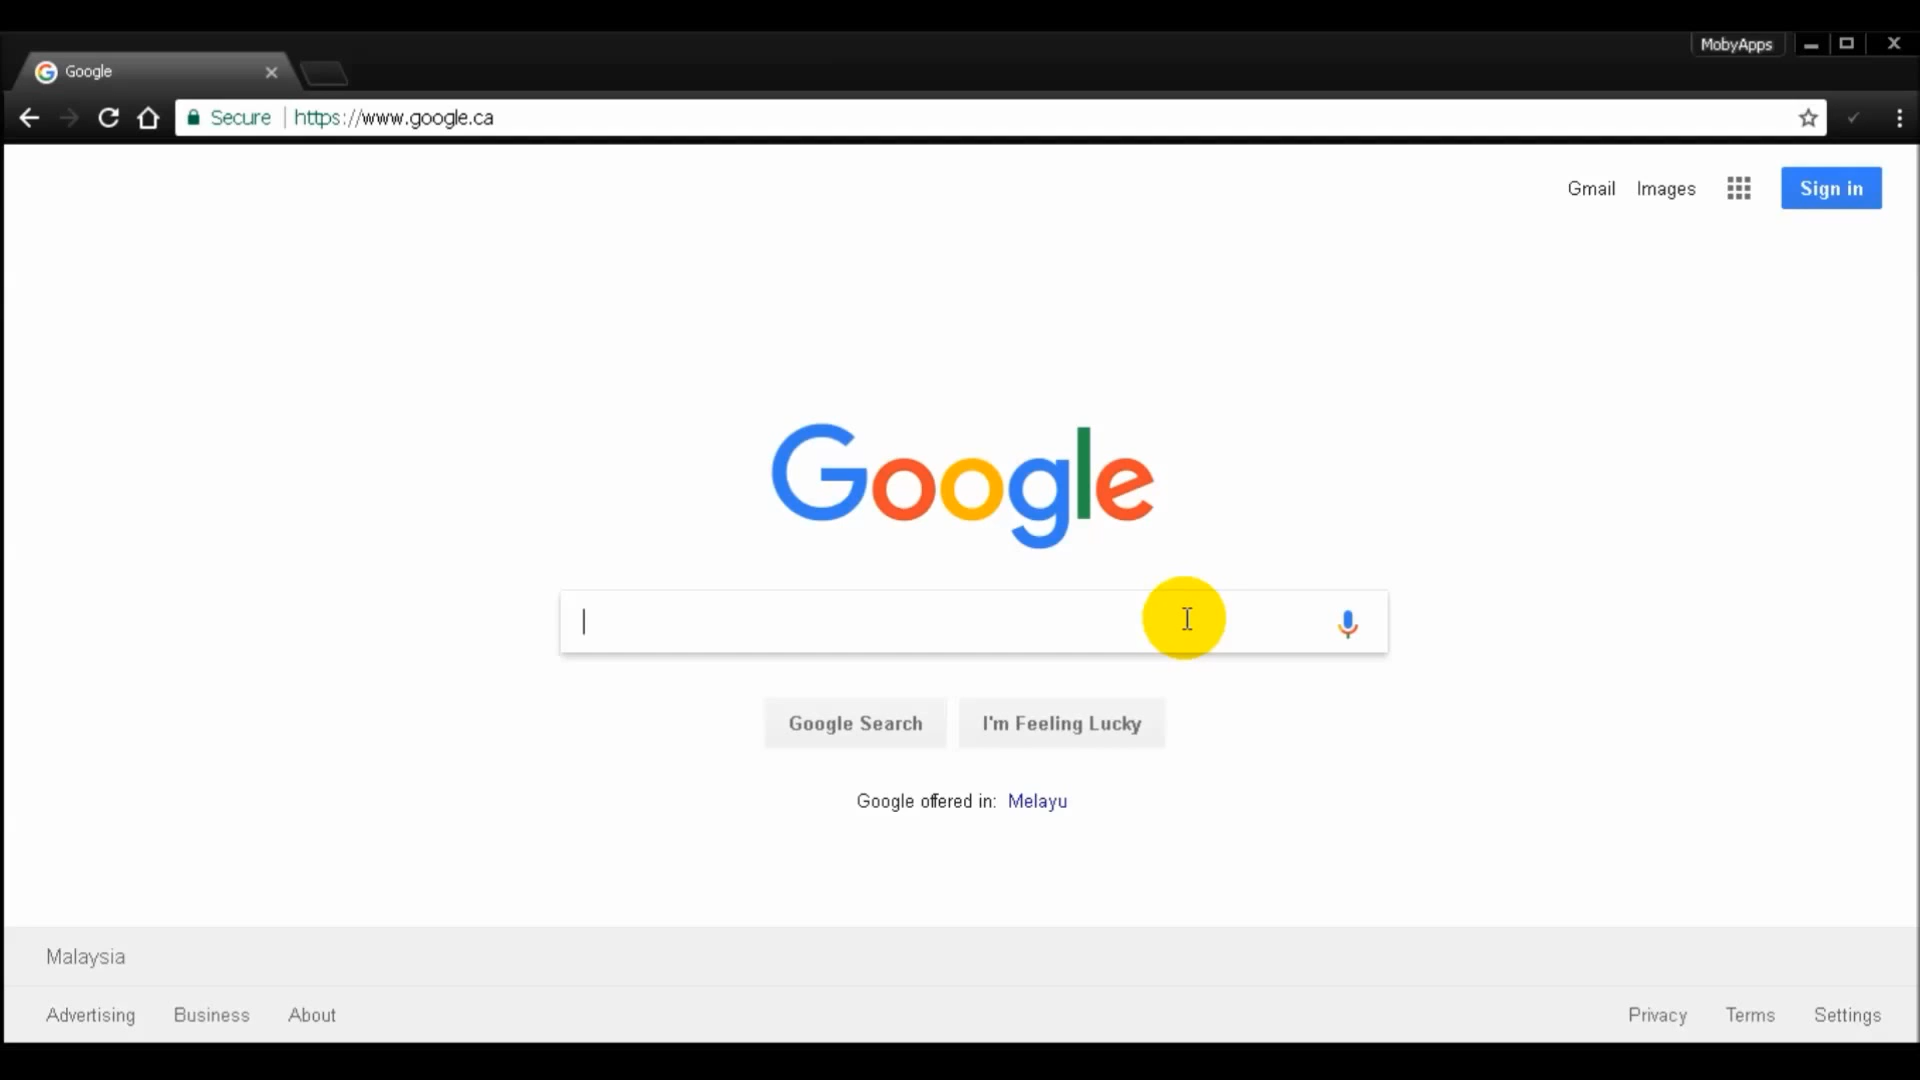 MobyApps
Google
Secure https://www.google.ca
Gmail Images Sign in
Google
Google Search I'm Feeling Lucky
Google offered in: Melayu
Malaysia
Advertising Business About Privacy Terms Settings